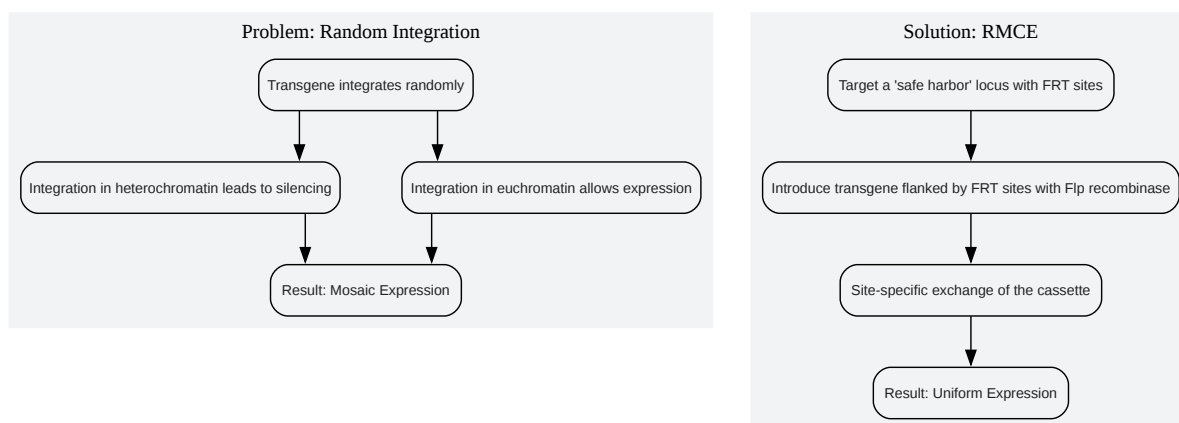 Problem: Random Integration
Transgene integrates randomly
Integration in heterochromatin leads to silencing
Integration in euchromatin allows expression
Result: Mosaic Expression
Solution: RMCE
Target a 'safe harbor' locus with FRT sites
Introduce transgene flanked by FRT sites with Flp recombinase
Site-specific exchange of the cassette
Result: Uniform Expression